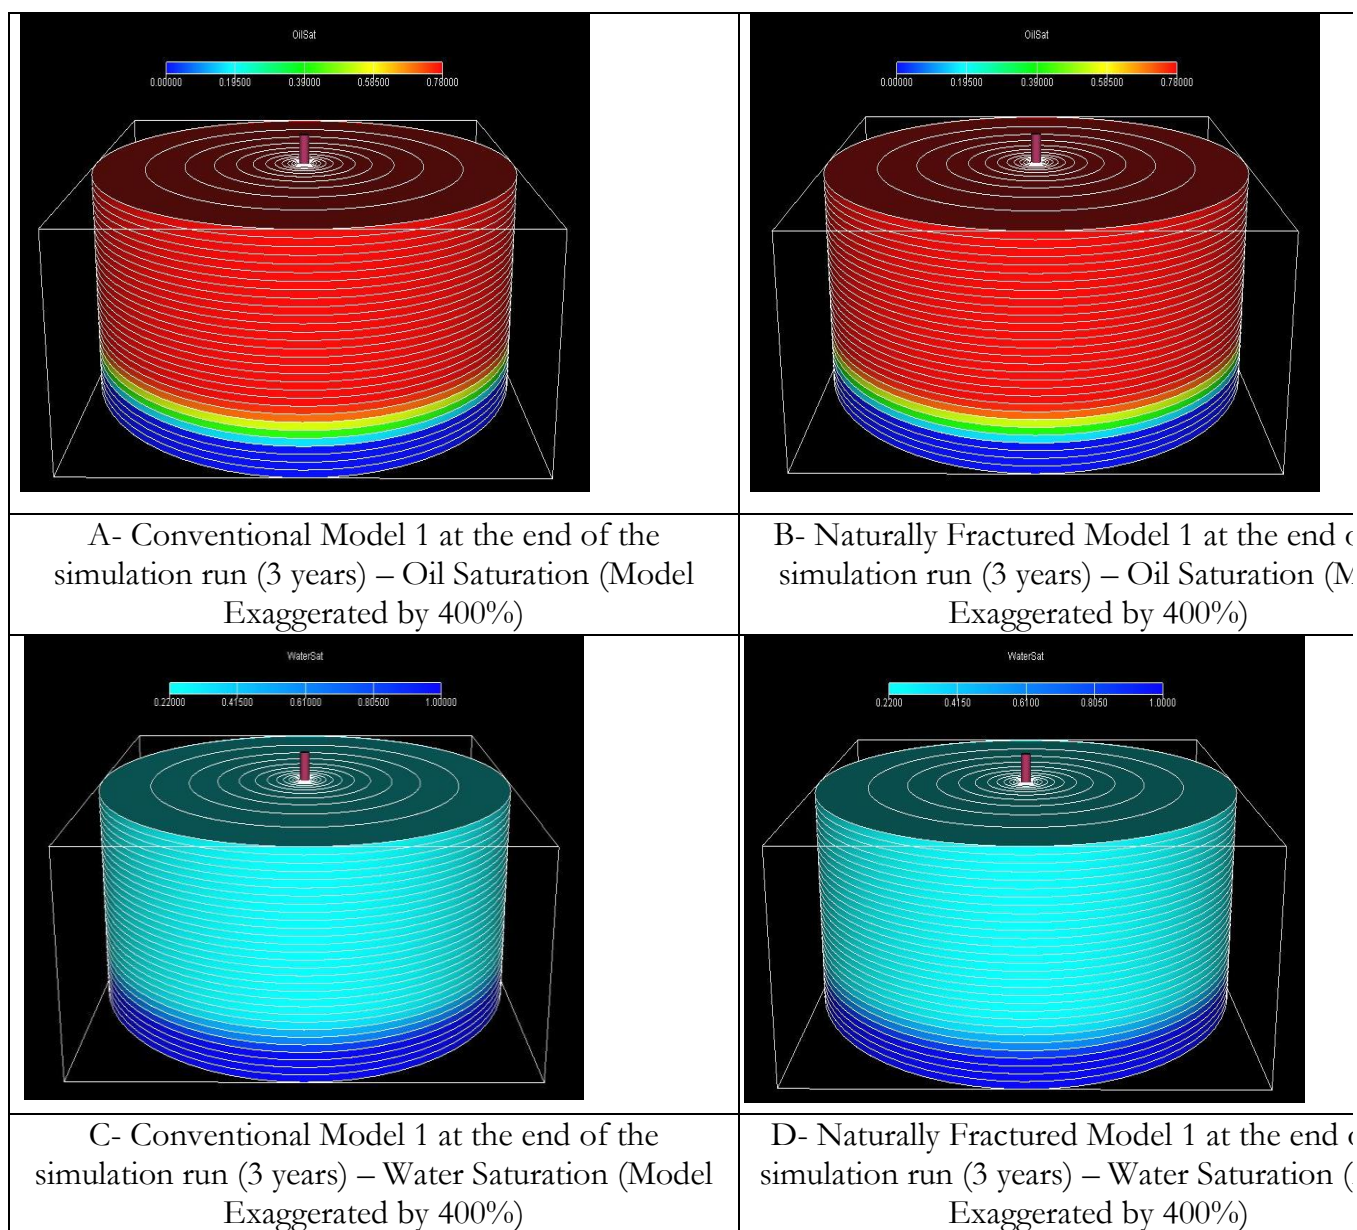 OilSat
0.00000 0.19500 0.39000 0.58500 0.78000
OilSat
0.00000 0.19500 0.39000 0.58500 0.78000
A- Conventional Model 1 at the end of the
simulation run (3 years) – Oil Saturation (Model
Exaggerated by 400%)
B- Naturally Fractured Model 1 at the end
simulation run (3 years) – Oil Saturation
Exaggerated by 400%)
WaterSat
0.22000 0.41500 0.61000 0.80500 1.00000
WaterSat
0.2200 0.4150 0.6100 0.8050 1.0000
C- Conventional Model 1 at the end of the
simulation run (3 years) – Water Saturation (Model
Exaggerated by 400%)
D- Naturally Fractured Model 1 at the end
simulation run (3 years) – Water Saturation
Exaggerated by 400%)